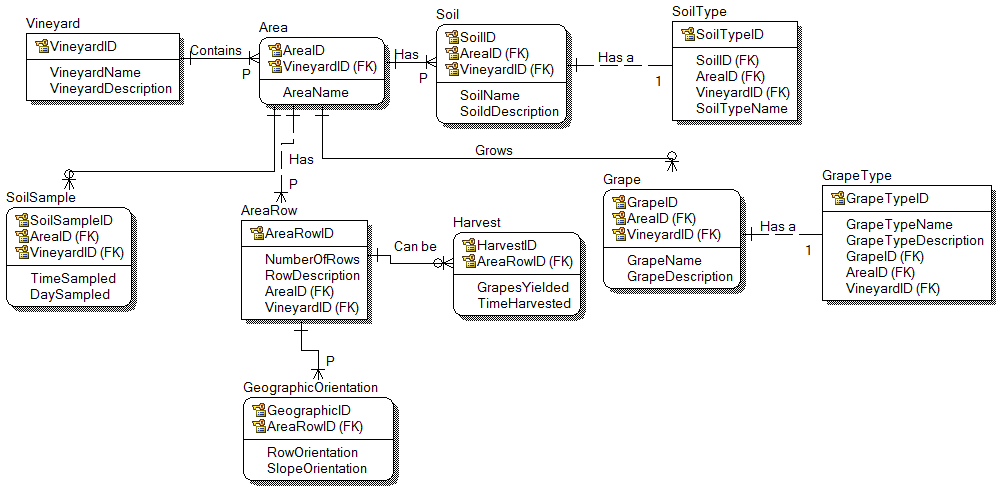 Vineyard
VineyardID
VineyardName
VineyardDescription
Contains
P
Area
AreaID
VineyardID (FK)
AreaName
Has
P
Soil
SoilID
AreaID (FK)
VineyardID (FK)
SoilName
SoildDescription
Has a
1
SoilType
SoilTypeID
SoilID (FK)
AreaID (FK)
VineyardID (FK)
SoilTypeName
Has
P
Grows
SoilSample
SoilSampleID
AreaID (FK)
VineyardID (FK)
TimeSampled
DaySampled
AreaRow
AreaRowID
NumberOfRows
RowDescription
AreaID (FK)
VineyardID (FK)
Can be
Harvest
HarvestID
AreaRowID (FK)
GrapesYielded
TimeHarvested
Grape
GrapeID
AreaID (FK)
VineyardID (FK)
GrapeName
GrapeDescription
Has a
1
GrapeType
GrapeTypeID
GrapeTypeName
GrapeTypeDescription
GrapeID (FK)
AreaID (FK)
VineyardID (FK)
P
GeographicOrientation
GeographicID
AreaRowID (FK)
RowOrientation
SlopeOrientation